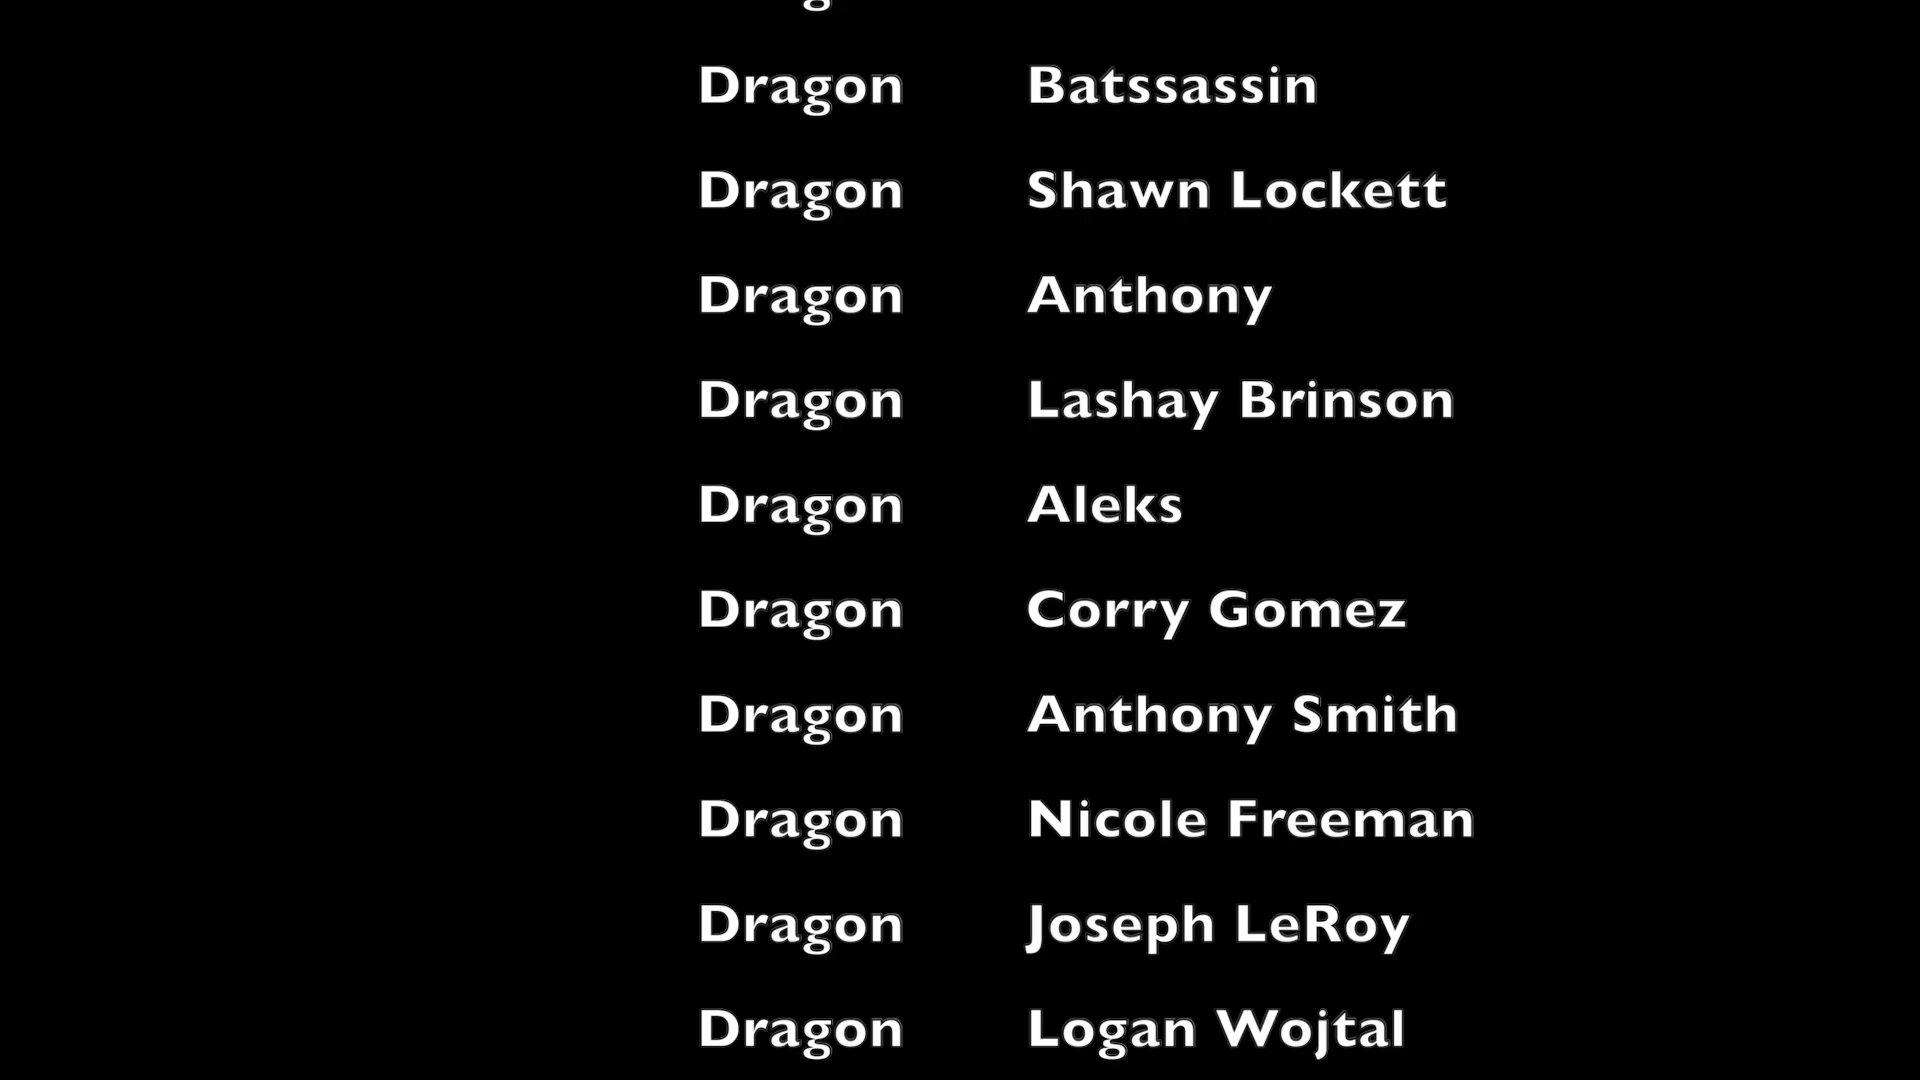 Dragon Batssassin
Dragon Shawn Lockett
Dragon Anthony
Dragon Lashay Brinson
Dragon Aleks
Dragon Corry Gomez
Dragon Anthony Smith
Dragon Nicole Freeman
Dragon Joseph LeRoy
Dragon Logan Wojtal